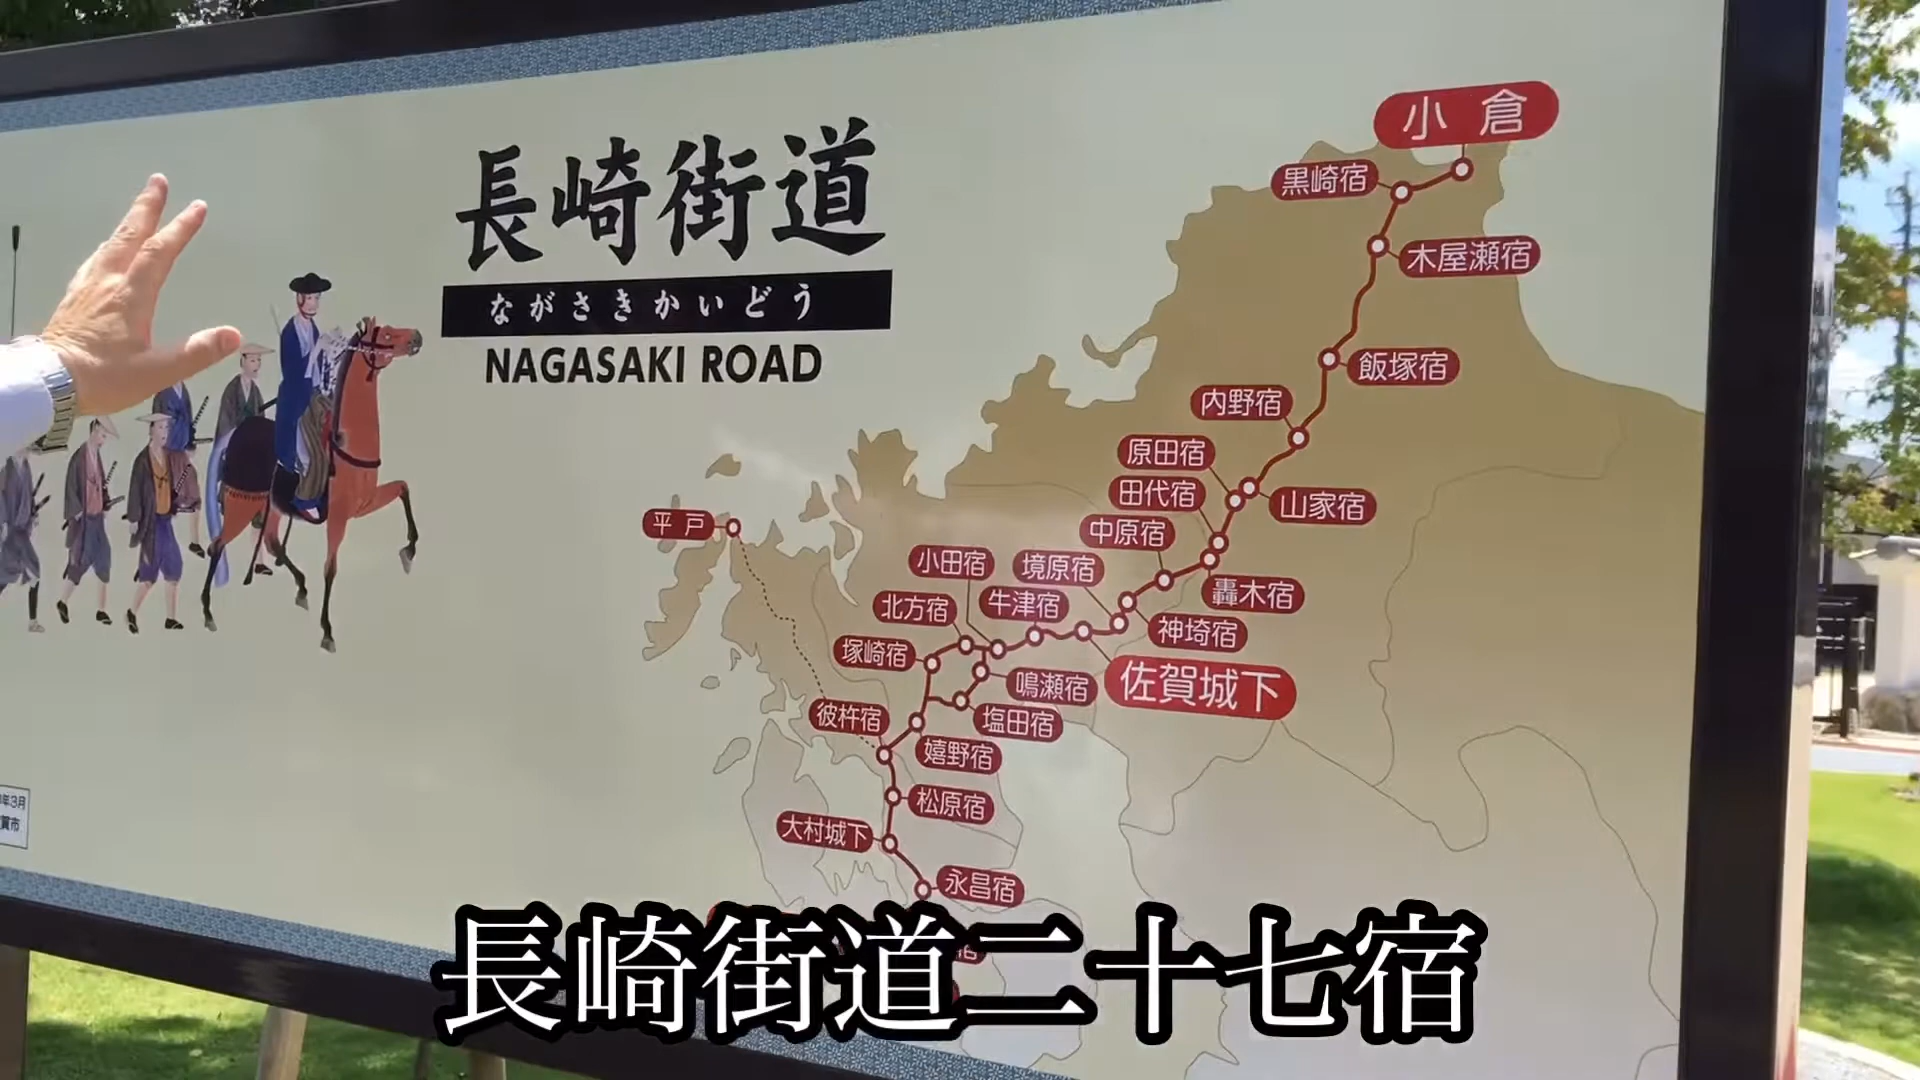 長崎街道
ながさきかいどう
NAGASAKI ROAD
小倉
黒崎宿
木屋瀬宿
飯塚宿
内野宿
原田宿
山家宿
田代宿
中原宿
轟木宿
小田宿
境原宿
北方宿
牛津宿
神埼宿
塚崎宿
佐賀城下
鳴瀬宿
塩田宿
平戸
彼杵宿
嬉野宿
松原宿
大村城下
永昌宿
年3月
賀市
長崎街道二十七宿